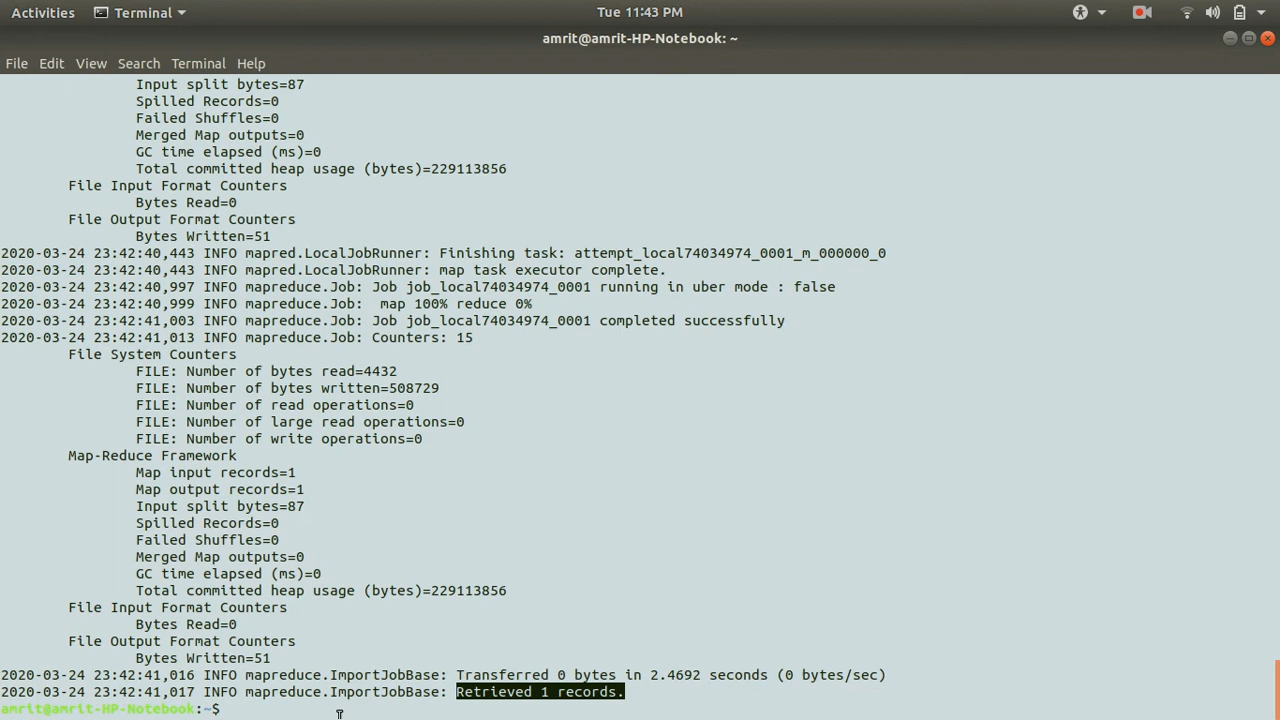 Activities Terminal Tue 11:43 PM
amrit@amrit-HP-Notebook: ~
File Edit View Search Terminal Help
Input split bytes=87
Spilled Records=0
Failed Shuffles=0
Merged Map outputs=0
GC time elapsed (ms)=0
Total committed heap usage (bytes)=229113856
File Input Format Counters
Bytes Read=0
File Output Format Counters
Bytes Written=51
2020-03-24 23:42:40,443 INFO mapred.LocalJobRunner: Finishing task: attempt_local74034974_0001_m_000000_0
2020-03-24 23:42:40,443 INFO mapred.LocalJobRunner: map task executor complete.
2020-03-24 23:42:40,997 INFO mapreduce.Job: Job job_local74034974_0001 running in uber mode : false
2020-03-24 23:42:40,999 INFO mapreduce.Job:  map 100% reduce 0%
2020-03-24 23:42:41,003 INFO mapreduce.Job: Job job_local74034974_0001 completed successfully
2020-03-24 23:42:41,013 INFO mapreduce.Job: Counters: 15
File System Counters
FILE: Number of bytes read=4432
FILE: Number of bytes written=508729
FILE: Number of read operations=0
FILE: Number of large read operations=0
FILE: Number of write operations=0
Map-Reduce Framework
Map input records=1
Map output records=1
Input split bytes=87
Spilled Records=0
Failed Shuffles=0
Merged Map outputs=0
GC time elapsed (ms)=0
Total committed heap usage (bytes)=229113856
File Input Format Counters
Bytes Read=0
File Output Format Counters
Bytes Written=51
2020-03-24 23:42:41,016 INFO mapreduce.ImportJobBase: Transferred 0 bytes in 2.4692 seconds (0 bytes/sec)
2020-03-24 23:42:41,017 INFO mapreduce.ImportJobBase: Retrieved 1 records.
amrit@amrit-HP-Notebook:~$